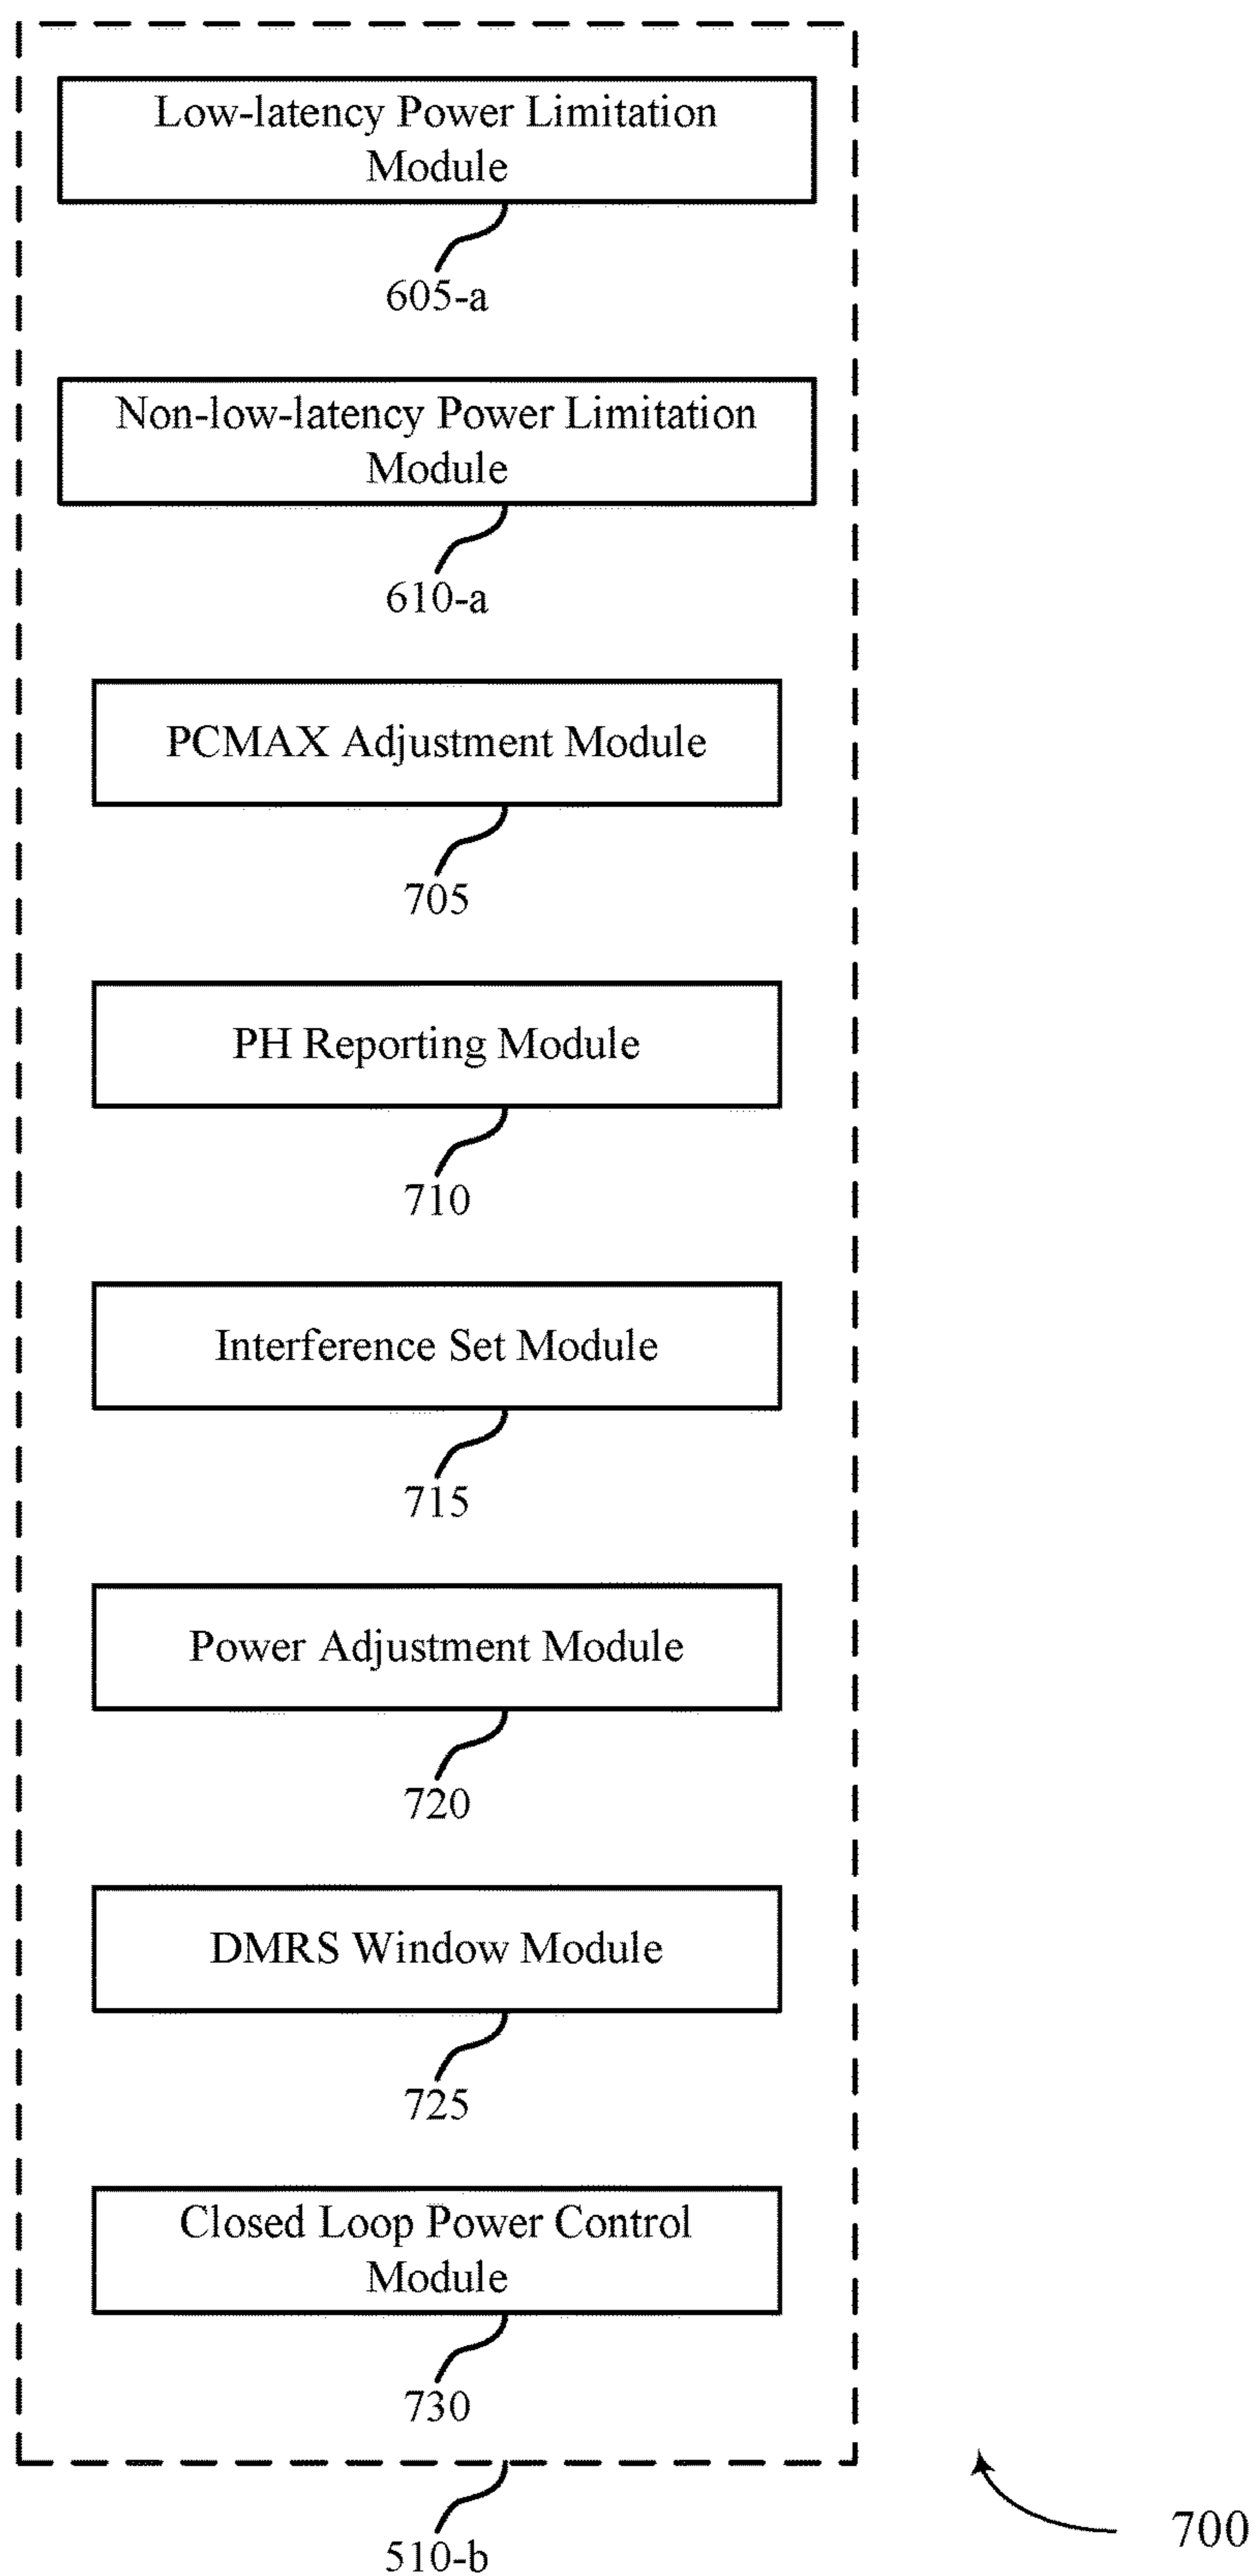 Low-latency Power Limitation
Module
605-a
Non-low-latency Power Limitation
Module
610-a
PCMAX Adjustment Module
705
PH Reporting Module
710
Interference Set Module
715
Power Adjustment Module
720
DMRS Window Module
725
Closed Loop Power Control
Module
730
510-b
700